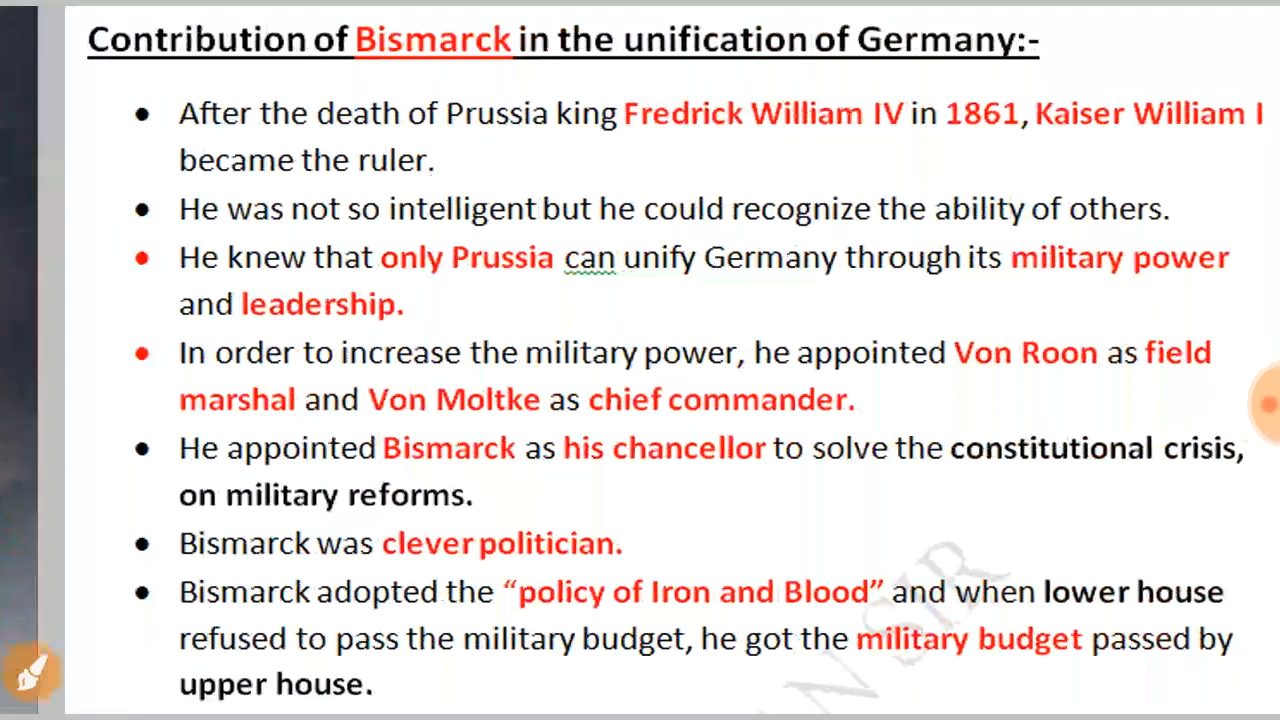 Contribution of Bismarck in the unification of Germany:-
• After the death of Prussia king Fredrick William IV in 1861, Kaiser William I
became the ruler.
• He was not so intelligent but he could recognize the ability of others.
• He knew that only Prussia can unify Germany through its military power
and leadership.
• In order to increase the military power, he appointed Von Roon as field
marshal and Von Moltke as chief commander.
• He appointed Bismarck as his chancellor to solve the constitutional crisis,
on military reforms.
• Bismarck was clever politician.
• Bismarck adopted the “policy of Iron and Blood” and when lower house
refused to pass the military budget, he got the military budget passed by
upper house.
N SIR